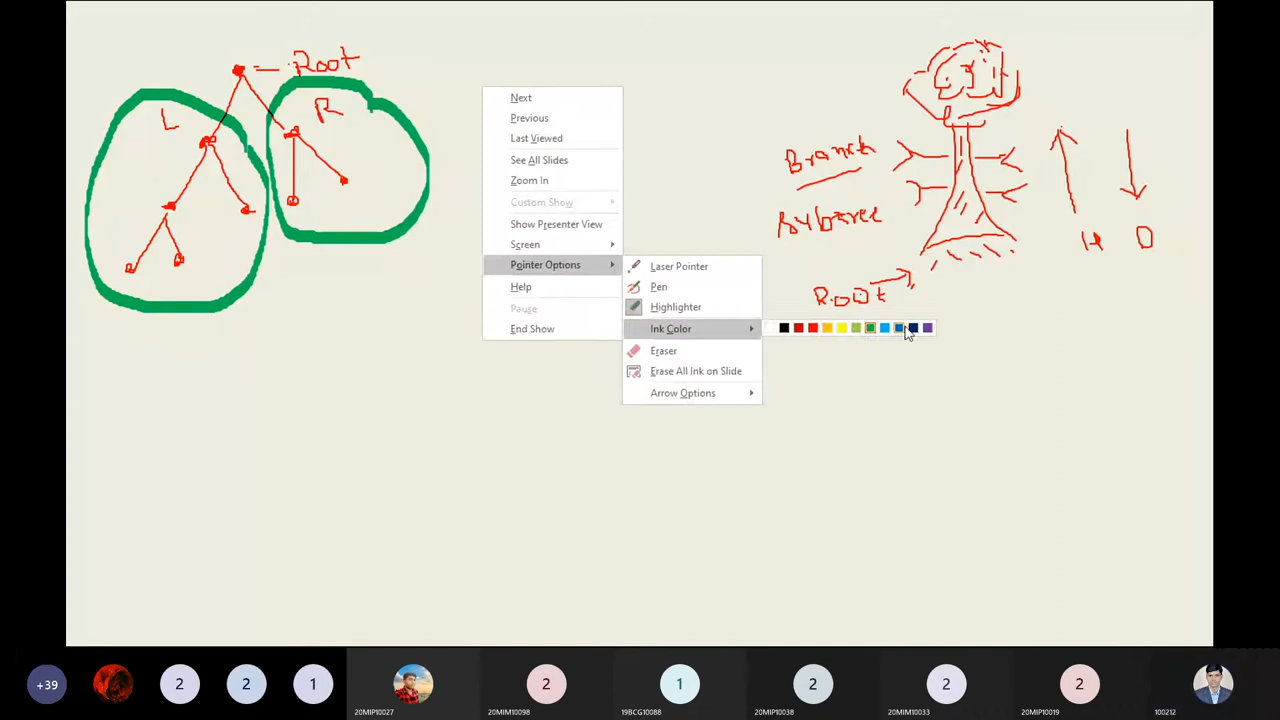 Root
L
R
Branch
Subtree
Root
H D
Next
Previous
Last Viewed
See All Slides
Zoom In
Custom Show
Show Presenter View
Screen
Pointer Options
Help
Pause
End Show
Laser Pointer
Pen
Highlighter
Ink Color
Eraser
Erase All Ink on Slide
Arrow Options
+39
2
2
1
2
1
2
2
2
20MIP10027
20MIM10098
19BCG10088
20MIP10038
20MIM10033
20MIP10019
100212